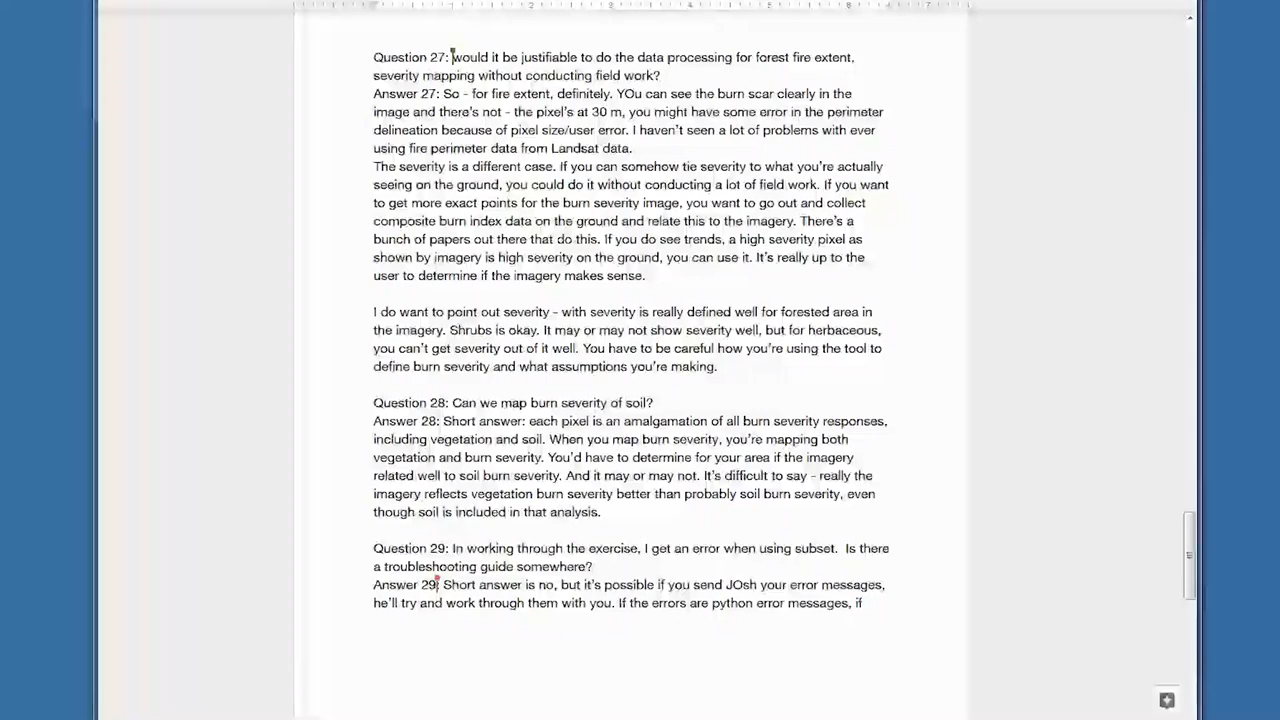 Question 27: would it be justifiable to do the data processing for forest fire extent,
severity mapping without conducting field work?
Answer 27: So - for fire extent, definitely. YOu can see the burn scar clearly in the
image and there's not - the pixel's at 30 m, you might have some error in the perimeter
delineation because of pixel size/user error. I haven't seen a lot of problems with ever
using fire perimeter data from Landsat data.
The severity is a different case. If you can somehow tie severity to what you're actually
seeing on the ground, you could do it without conducting a lot of field work. If you want
to get more exact points for the burn severity image, you want to go out and collect
composite burn index data on the ground and relate this to the imagery. There's a
bunch of papers out there that do this. If you do see trends, a high severity pixel as
shown by imagery is high severity on the ground, you can use it. It's really up to the
user to determine if the imagery makes sense.
I do want to point out severity - with severity is really defined well for forested area in
the imagery. Shrubs is okay. It may or may not show severity well, but for herbaceous,
you can't get severity out of it well. You have to be careful how you're using the tool to
define burn severity and what assumptions you're making.
Question 28: Can we map burn severity of soil?
Answer 28: Short answer: each pixel is an amalgamation of all burn severity responses,
including vegetation and soil. When you map burn severity, you're mapping both
vegetation and burn severity. You'd have to determine for your area if the imagery
related well to soil burn severity. And it may or may not. It's difficult to say - really the
imagery reflects vegetation burn severity better than probably soil burn severity, even
though soil is included in that analysis.
Question 29: In working through the exercise, I get an error when using subset.  Is there
a troubleshooting guide somewhere?
Answer 29: Short answer is no, but it's possible if you send JOsh your error messages,
he'll try and work through them with you. If the errors are python error messages, if